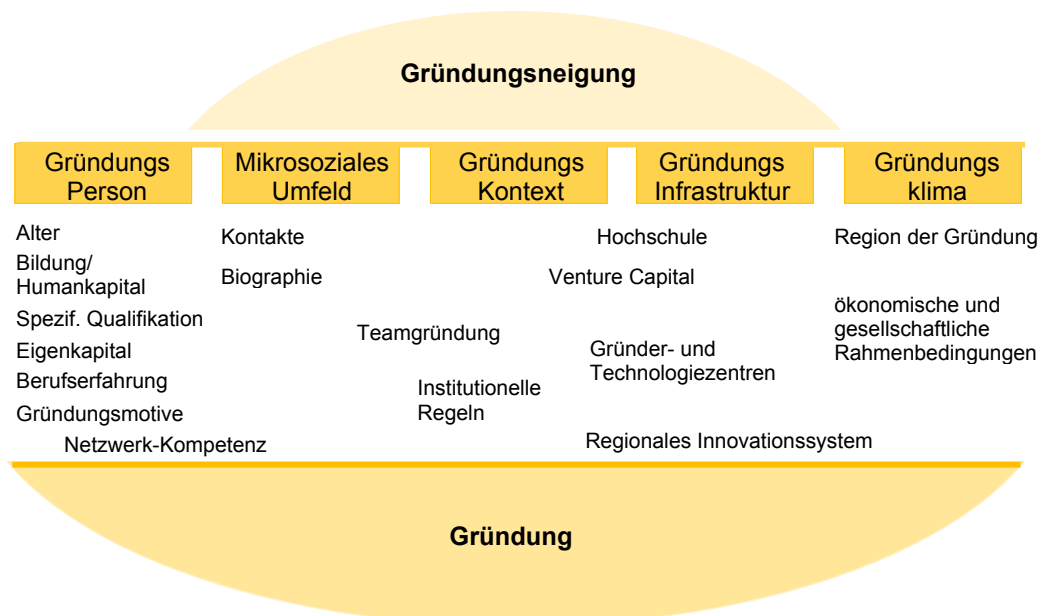 Gründungsneigung
Gründungs
Person
Mikrosoziales
Umfeld
Gründungs
Kontext
Gründungs
Infrastruktur
Gründungs
klima
Alter
Bildung/
Humankapital
Spezif. Qualifikation
Eigenkapital
Berufserfahrung
Gründungsmotive
Netzwerk-Kompetenz
Kontakte
Biographie
Teamgründung
Institutionelle
Regeln
Hochschule
Venture Capital
Gründer- und
Technologiezentren
Regionales Innovationssystem
Region der Gründung
ökonomische und
gesellschaftliche
Rahmenbedingungen
Gründung